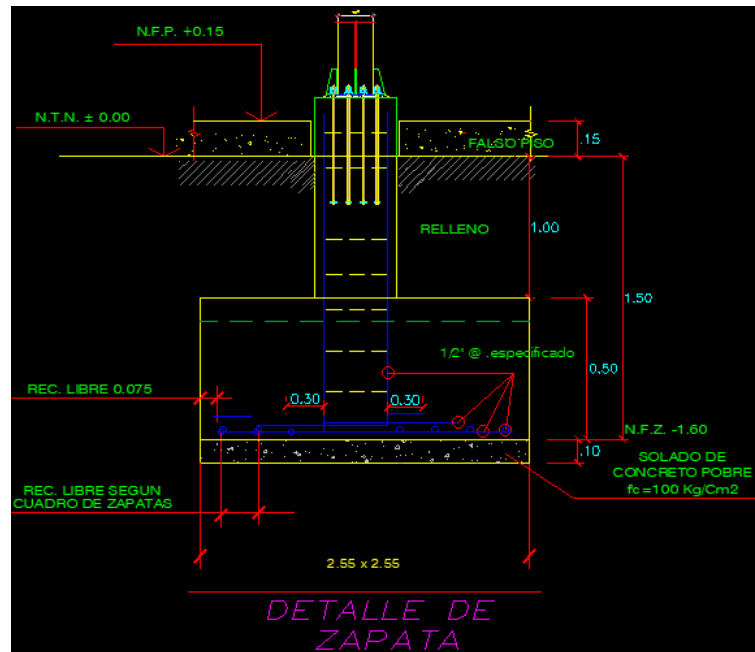 N.F.P. +0.15
N.T.N. ± 0.00
FALSO PISO
.15
RELLENO
1.00
1.50
1/2" @ .especificado
0.50
REC. LIBRE 0.075
0.30
0.30
N.F.Z. -1.60
.10
SOLADO DE
CONCRETO POBRE
fc=100 Kg/Cm2
REC. LIBRE SEGUN
CUADRO DE ZAPATAS
2.55 x 2.55
DETALLE DE
ZAPATA